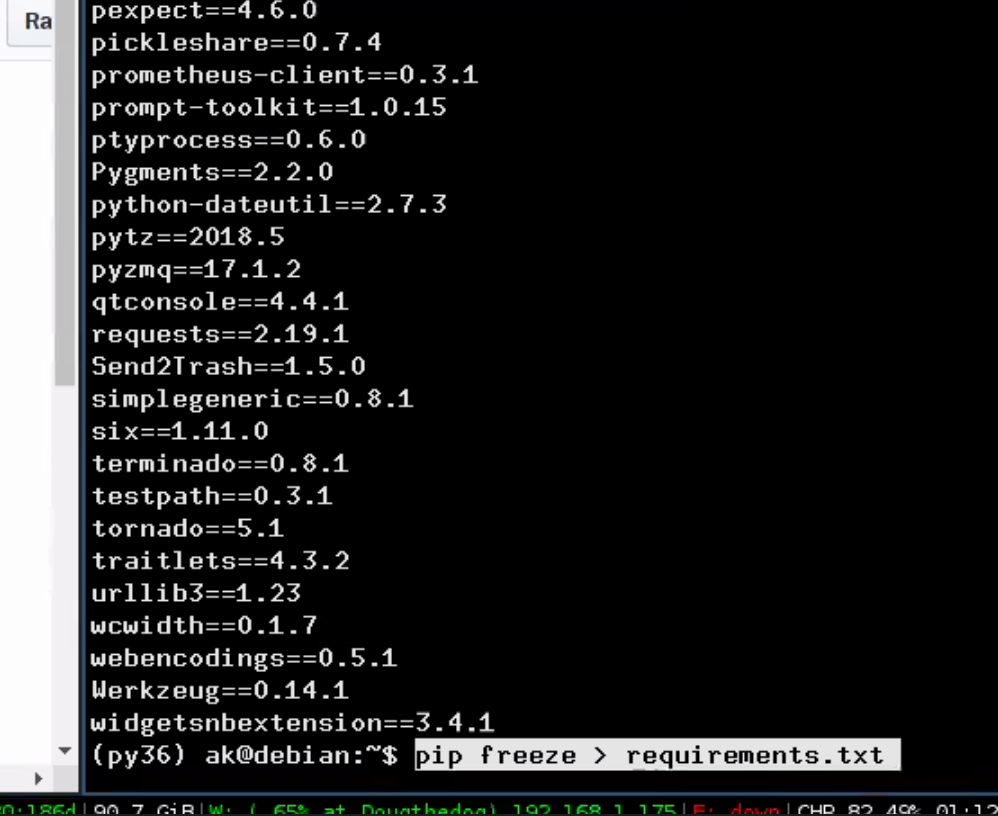 Ra
pexpect==4.6.0
pickleshare==0.7.4
prometheus-client==0.3.1
prompt-toolkit==1.0.15
ptyprocess==0.6.0
Pygments==2.2.0
python-dateutil==2.7.3
pytz==2018.5
pyzmq==17.1.2
qtconsole==4.4.1
requests==2.19.1
Send2Trash==1.5.0
simplegeneric==0.8.1
six==1.11.0
terminado==0.8.1
testpath==0.3.1
tornado==5.1
traitlets==4.3.2
urllib3==1.23
wcwidth==0.1.7
webencodings==0.5.1
Werkzeug==0.14.1
widgetsnbextension==3.4.1
(py36) ak@debian:~$ pip freeze > requirements.txt
90.7 GiB|W: ( 65% at Dougthedog) 192.168.1.175|E: down|CHR 82.49% 01:12